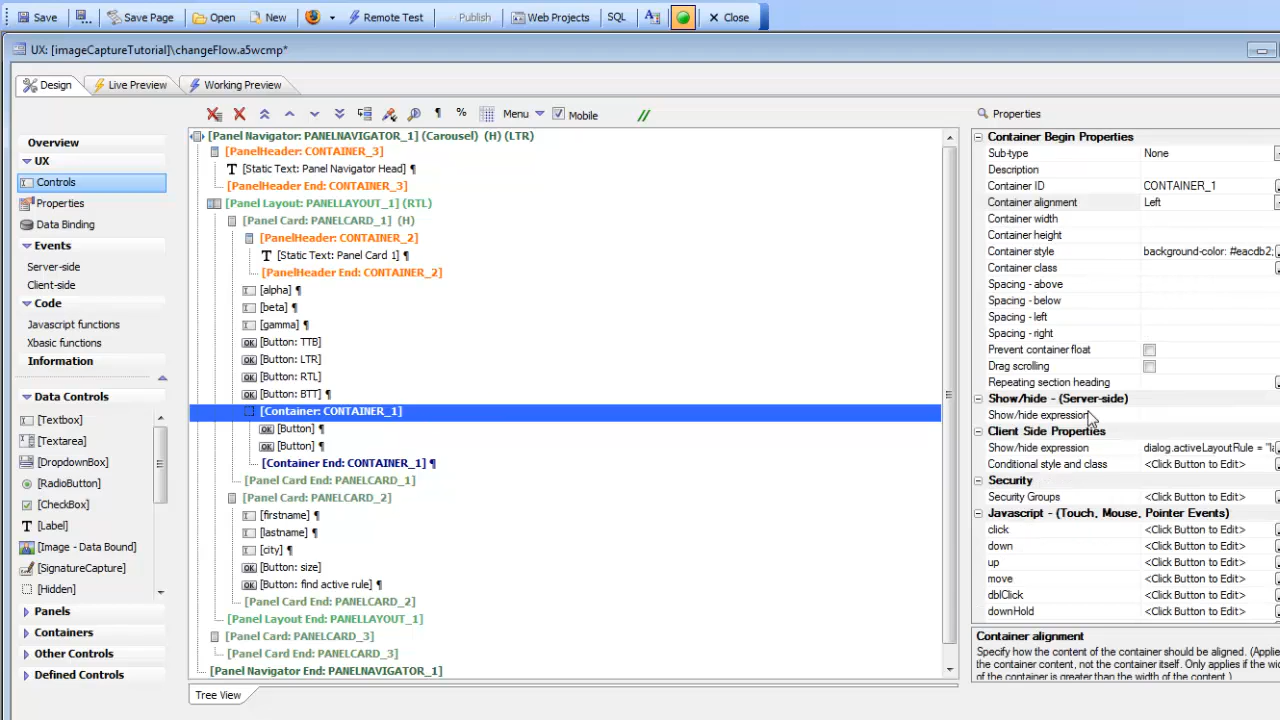 Save Save Page Open New Remote Test Publish Web Projects SQL Close
UX: [imageCaptureTutorial]\changeFlow.a5wcmp*
Design Live Preview Working Preview
Menu Mobile
Overview
UX
Controls
Properties
Data Binding
Events
Server-side
Client-side
Code
Javascript functions
Xbasic functions
Information
Data Controls
[Textbox]
[Textarea]
[DropdownBox]
[RadioButton]
[CheckBox]
[Label]
[Image - Data Bound]
[SignatureCapture]
[Hidden]
Panels
Containers
Other Controls
Defined Controls
[Panel Navigator: PANELNAVIGATOR_1] (Carousel) (H) (LTR)
[PanelHeader: CONTAINER_3]
[Static Text: Panel Navigator Head] ¶
[PanelHeader End: CONTAINER_3]
[Panel Layout: PANELLAYOUT_1] (RTL)
[Panel Card: PANELCARD_1] (H)
[PanelHeader: CONTAINER_2]
[Static Text: Panel Card 1] ¶
[PanelHeader End: CONTAINER_2]
[alpha] ¶
[beta] ¶
[gamma] ¶
[Button: TTB]
[Button: LTR]
[Button: RTL]
[Button: BTT] ¶
[Container: CONTAINER_1]
[Button] ¶
[Button] ¶
[Container End: CONTAINER_1] ¶
[Panel Card End: PANELCARD_1]
[Panel Card: PANELCARD_2]
[firstname] ¶
[lastname] ¶
[city] ¶
[Button: size]
[Button: find active rule] ¶
[Panel Card End: PANELCARD_2]
[Panel Layout End: PANELLAYOUT_1]
[Panel Card: PANELCARD_3]
[Panel Card End: PANELCARD_3]
[Panel Navigator End: PANELNAVIGATOR_1]
Tree View
Properties
Container Begin Properties
Sub-type None
Description
Container ID CONTAINER_1
Container alignment Left
Container width
Container height
Container style background-color: #eacdb2;
Container class
Spacing - above
Spacing - below
Spacing - left
Spacing - right
Prevent container float
Drag scrolling
Repeating section heading
Show/hide - (Server-side)
Show/hide expression
Client Side Properties
Show/hide expression dialog.activeLayoutRule = "la
Conditional style and class <Click Button to Edit>
Security
Security Groups <Click Button to Edit>
Javascript - (Touch, Mouse, Pointer Events)
click <Click Button to Edit>
down <Click Button to Edit>
up <Click Button to Edit>
move <Click Button to Edit>
dblClick <Click Button to Edit>
downHold <Click Button to Edit>
Container alignment
Specify how the content of the container should be aligned. (Applies
the container content, not the container itself. Only applies if the wid
of the container is greater than the width of the content.)